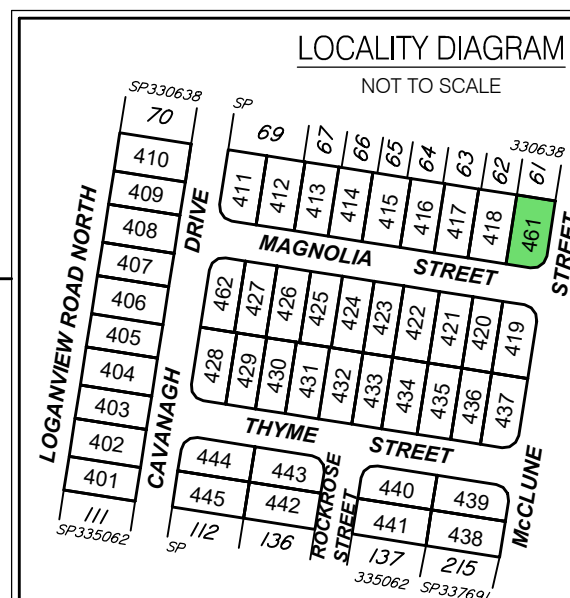 LOCALITY DIAGRAM
NOT TO SCALE
SP330638
70
410
409
408
407
406
405
404
403
402
401
111
SP335062
LOGANVIEW ROAD NORTH
CAVANAGH DRIVE
SP 330638
69 67 66 65 64 63 62 61
411 412 413 414 415 416 417 418 461
MAGNOLIA STREET
462 427 426 425 424 423 422 421 420 419
428 429 430 431 432 433 434 435 436 437
THYME STREET
McCLUNE STREET
444 443
445 442
112 136
SP 335062
ROCKROSE STREET
440 439
441 438
137 215
SP33769